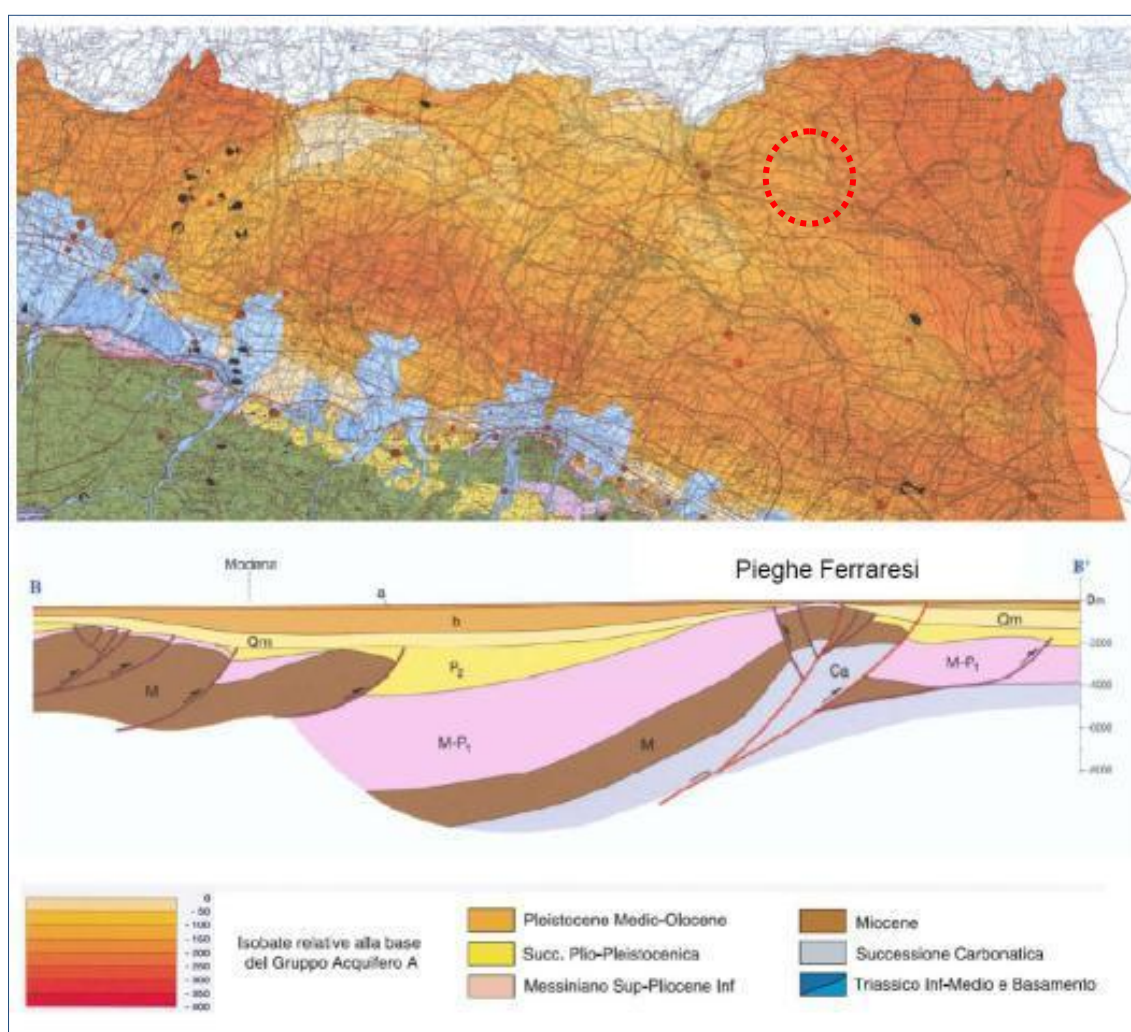 Pieghe Ferraresi
B
Modena
a
B'
0m
h
Qm
Qm
P2
-2000
M
Ca
M-P1
-4000
M-P1
M
-6000
-8000
0
- 50
- 100
- 150
- 200
- 250
- 300
- 350
- 400
Isobate relative alla base
del Gruppo Acquifero A
Pleistocene Medio-Olocene
Succ. Plio-Pleistocenica
Messiniano Sup-Pliocene Inf
Miocene
Successione Carbonatica
Triassico Inf-Medio e Basamento